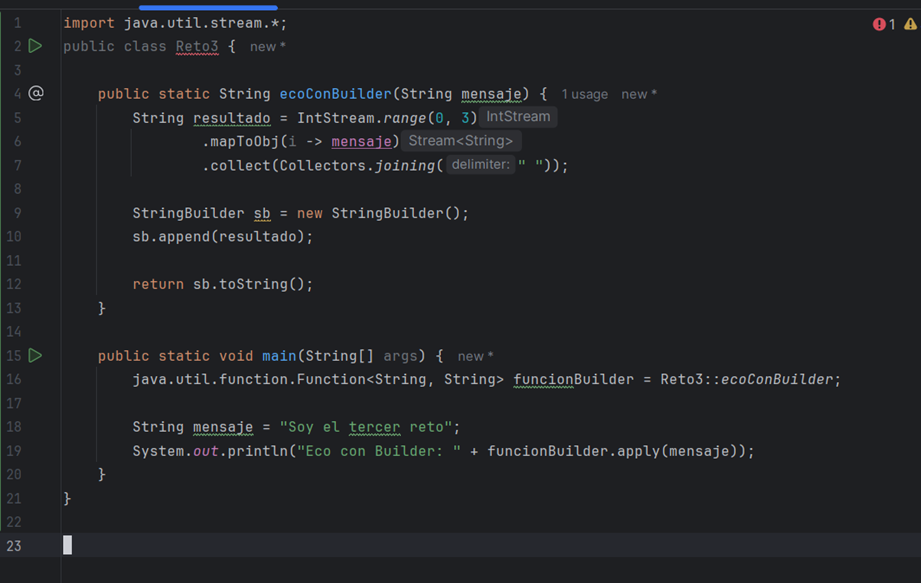 1 import java.util.stream.*; 1
2 public class Reto3 { new *
3
4 @ public static String ecoConBuilder(String mensaje) { 1 usage new *
5 String resultado = IntStream.range(0, 3) IntStream
6 .mapToObj(i -> mensaje) Stream<String>
7 .collect(Collectors.joining( delimiter: " "));
8
9 StringBuilder sb = new StringBuilder();
10 sb.append(resultado);
11
12 return sb.toString();
13 }
14
15 public static void main(String[] args) { new *
16 java.util.function.Function<String, String> funcionBuilder = Reto3::ecoConBuilder;
17
18 String mensaje = "Soy el tercer reto";
19 System.out.println("Eco con Builder: " + funcionBuilder.apply(mensaje));
20 }
21 }
22
23